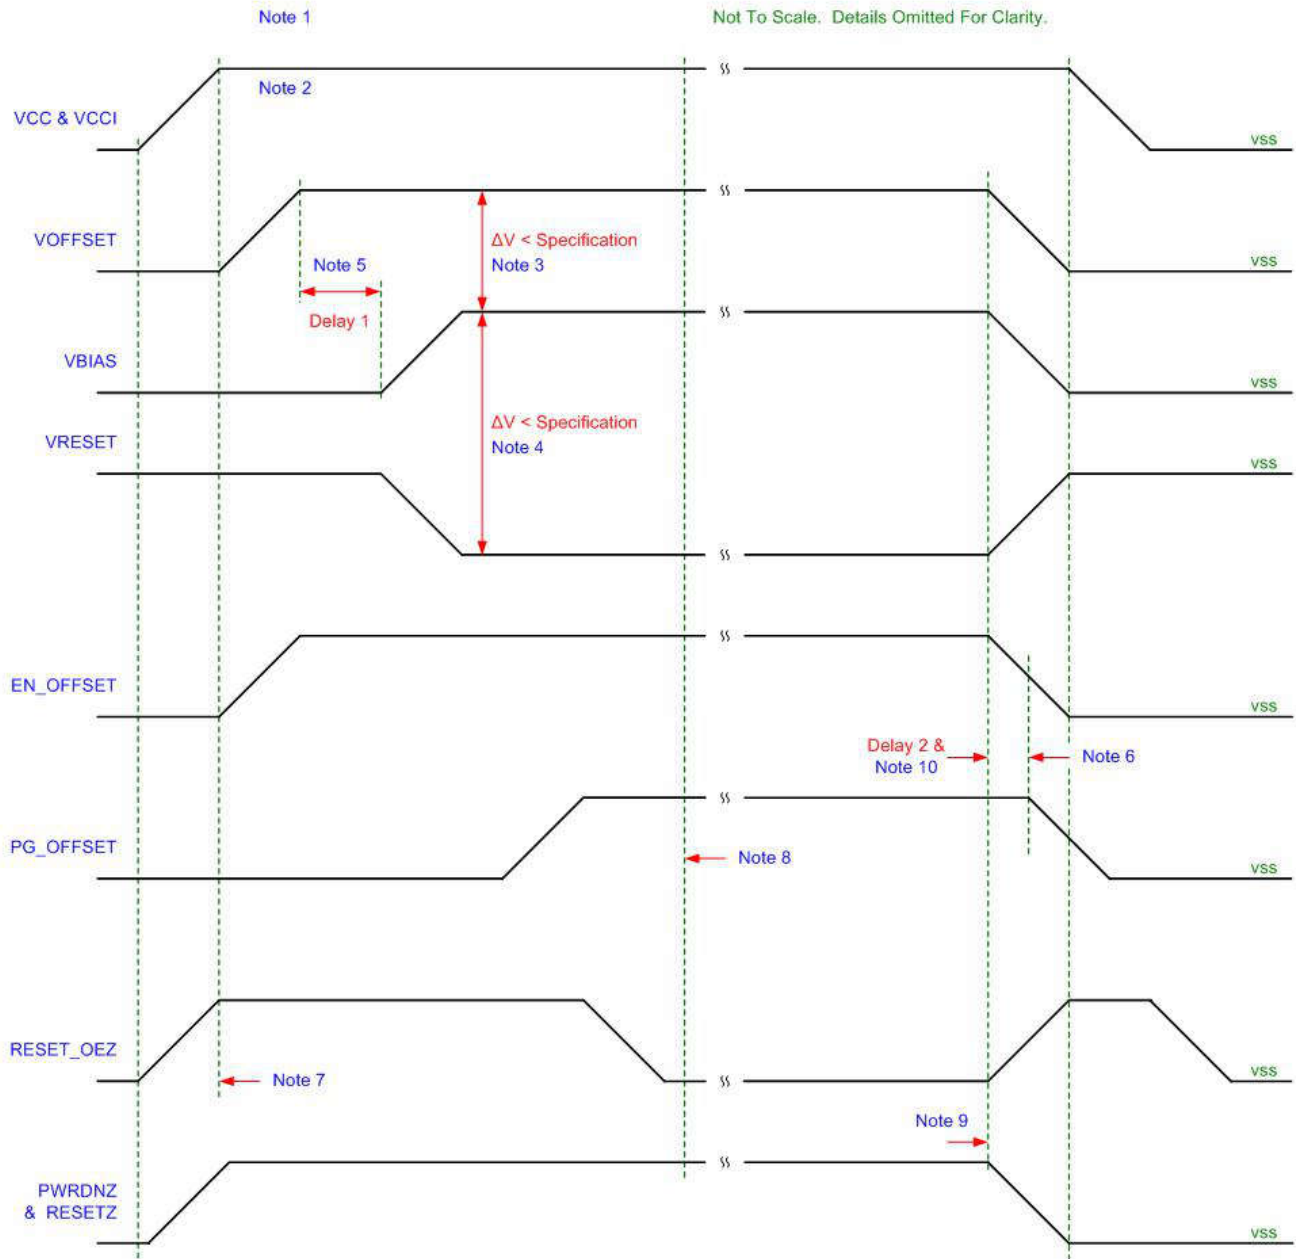 Note 1
Not To Scale. Details Omitted For Clarity.
Note 2
VCC & VCCI
VSS
VOFFSET
ΔV < Specification
Note 5
Note 3
VSS
Delay 1
VBIAS
VSS
ΔV < Specification
VRESET
Note 4
VSS
EN_OFFSET
VSS
Delay 2 &
Note 10
Note 6
PG_OFFSET
Note 8
VSS
RESET_OEZ
Note 7
VSS
Note 9
PWRDNZ
& RESETZ
VSS